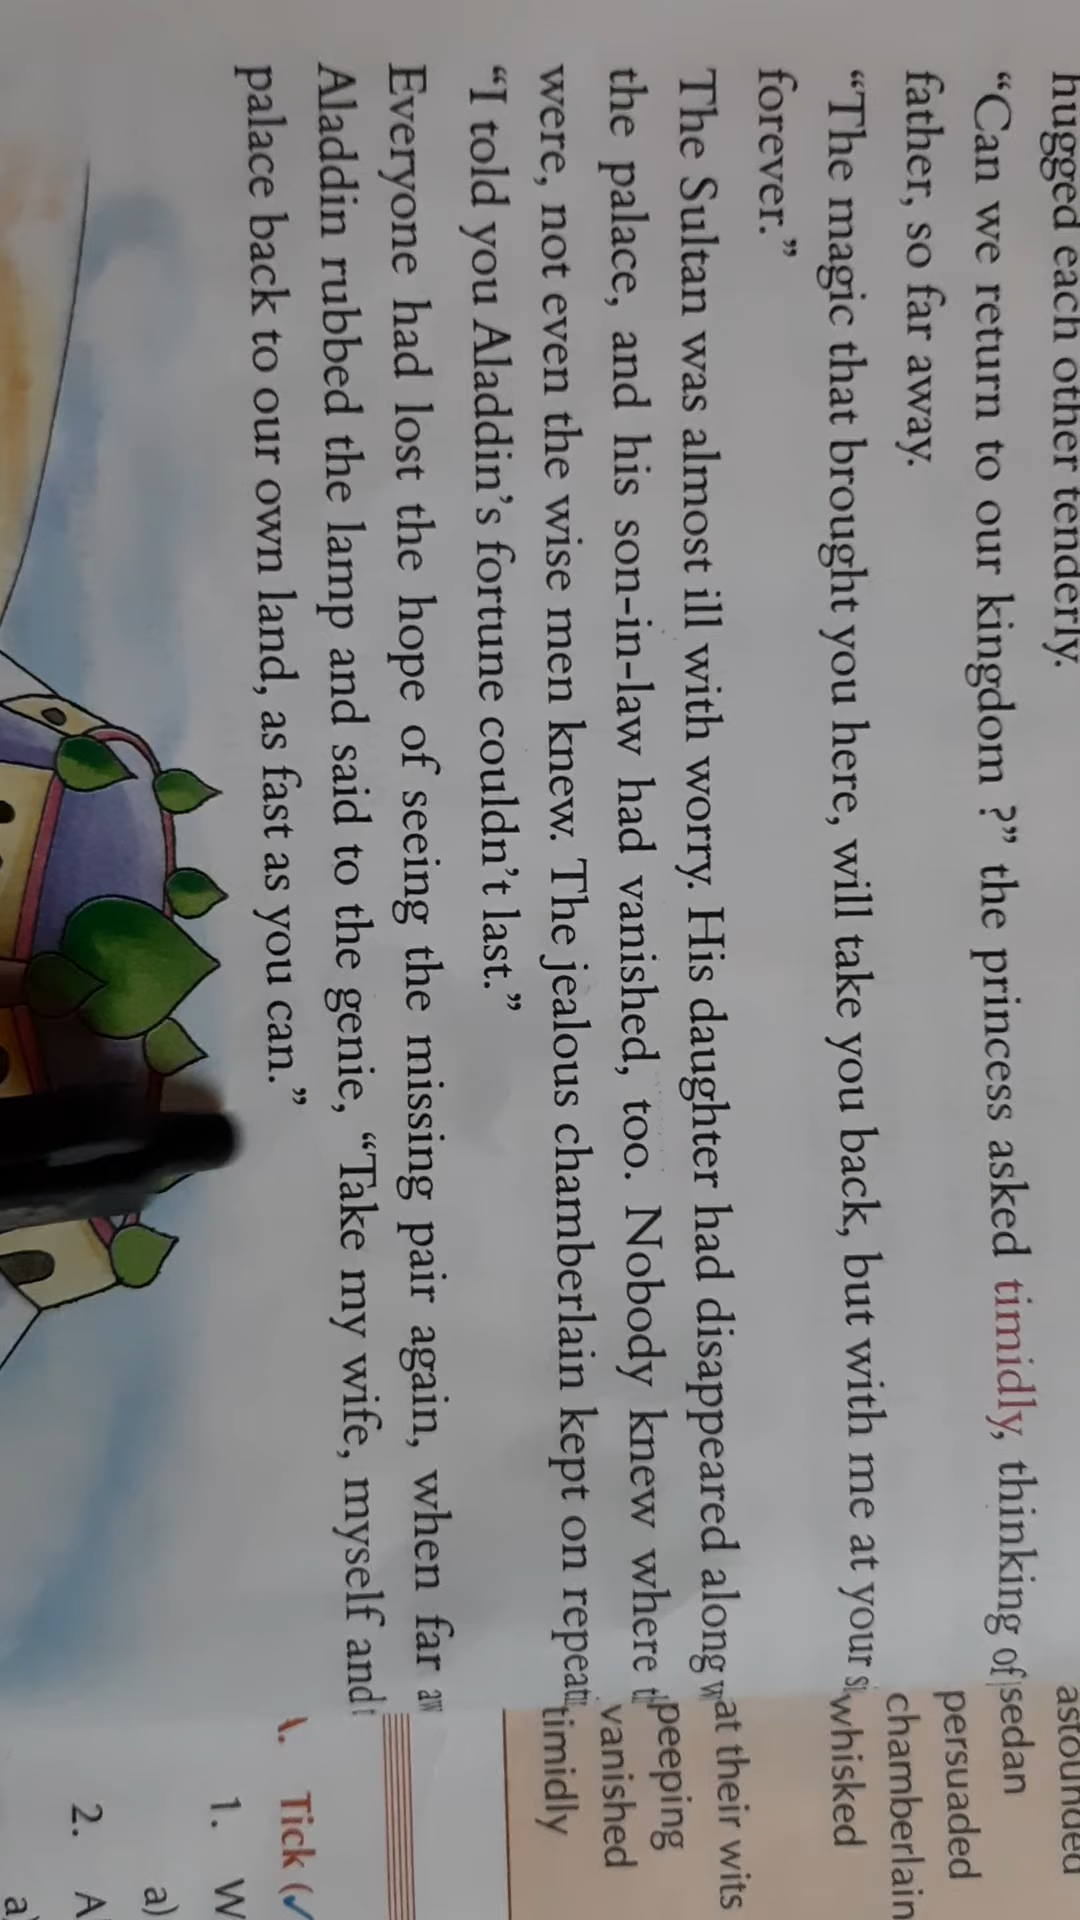 hugged each other tenderly.
"Can we return to our kingdom ?" the princess asked timidly, thinking of
father, so far away.
"The magic that brought you here, will take you back, but with me at your
forever."
The Sultan was almost ill with worry. His daughter had disappeared along
the palace, and his son-in-law had vanished, too. Nobody knew where
were, not even the wise men knew. The jealous chamberlain kept on
"I told you Aladdin's fortune couldn't last."
Everyone had lost the hope of seeing the missing pair again, when far
Aladdin rubbed the lamp and said to the genie, "Take my wife, myself and
palace back to our own land, as fast as you can."
astounded
sedan
persuaded
chamberlain
whisked
at their wits
peeping
vanished
timidly
Tick (✓
1. W
a)
2. A
a)